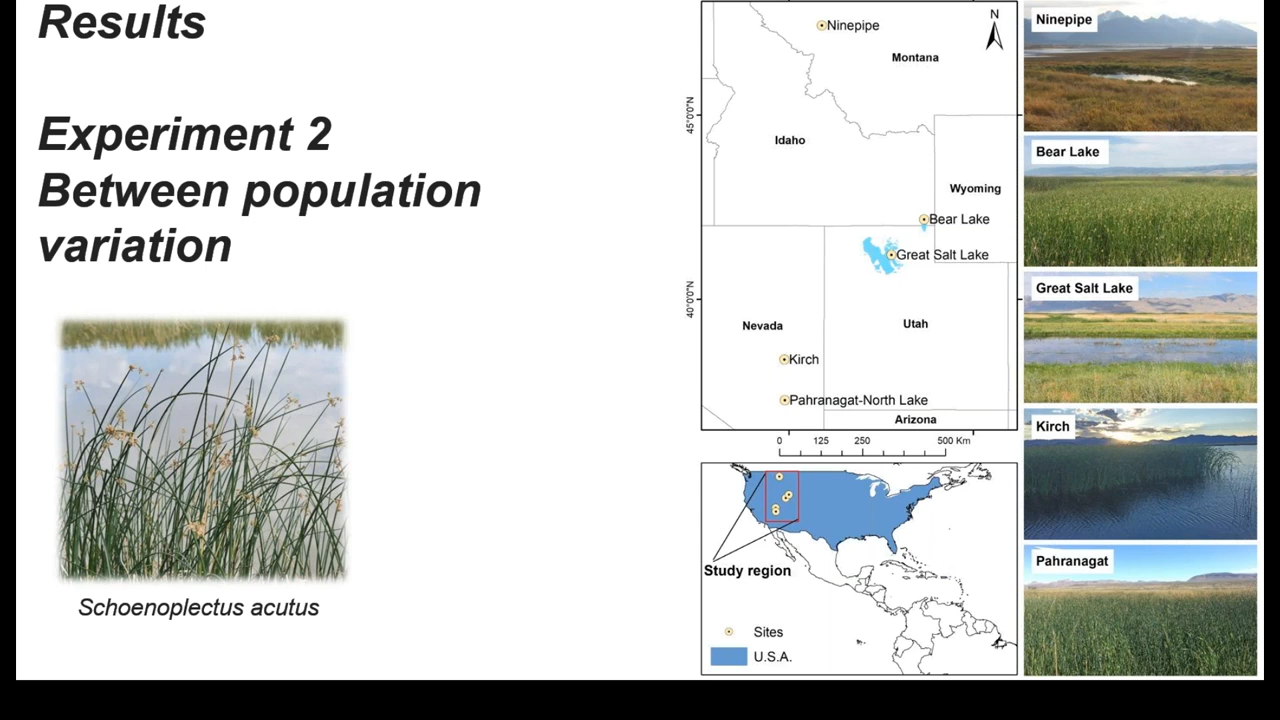 Results
Experiment 2
Between population
variation
Schoenoplectus acutus
N
Ninepipe
Montana
45°0'0"N
Idaho
Wyoming
Bear Lake
Great Salt Lake
40°0'0"N
Nevada
Utah
Kirch
Pahranagat-North Lake
Arizona
0 125 250 500 Km
Study region
Sites
U.S.A.
Ninepipe
Bear Lake
Great Salt Lake
Kirch
Pahranagat